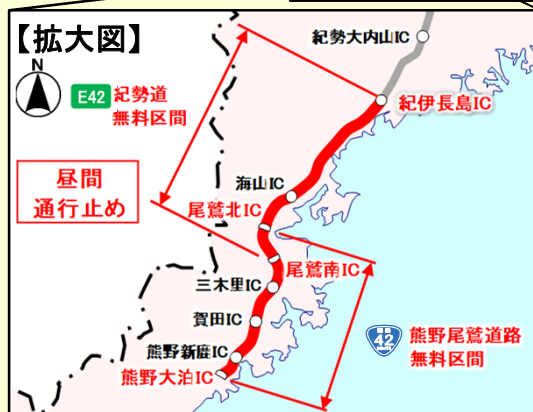 【拡大図】
N
E42 紀勢道
無料区間
紀勢大内山IC
紀伊長島IC
昼間
通行止め
海山IC
尾鷲北IC
尾鷲南IC
三木里IC
賀田IC
熊野新鹿IC
熊野大泊IC
42
熊野尾鷲道路
無料区間